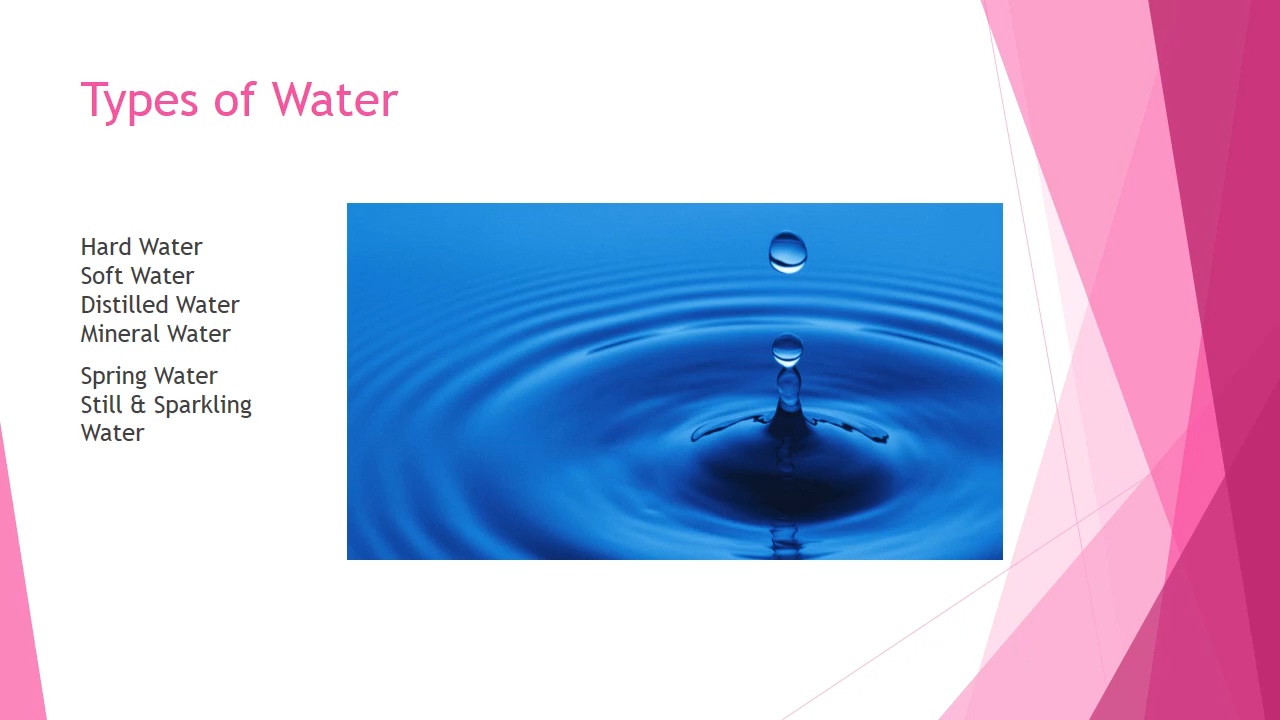 Types of Water
Hard Water
Soft Water
Distilled Water
Mineral Water
Spring Water
Still & Sparkling
Water